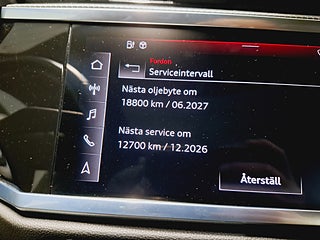 Fordon
Serviceintervall
Nästa oljebyte om
18800 km / 06.2027
Nästa service om
12700 km / 12.2026
Återställ